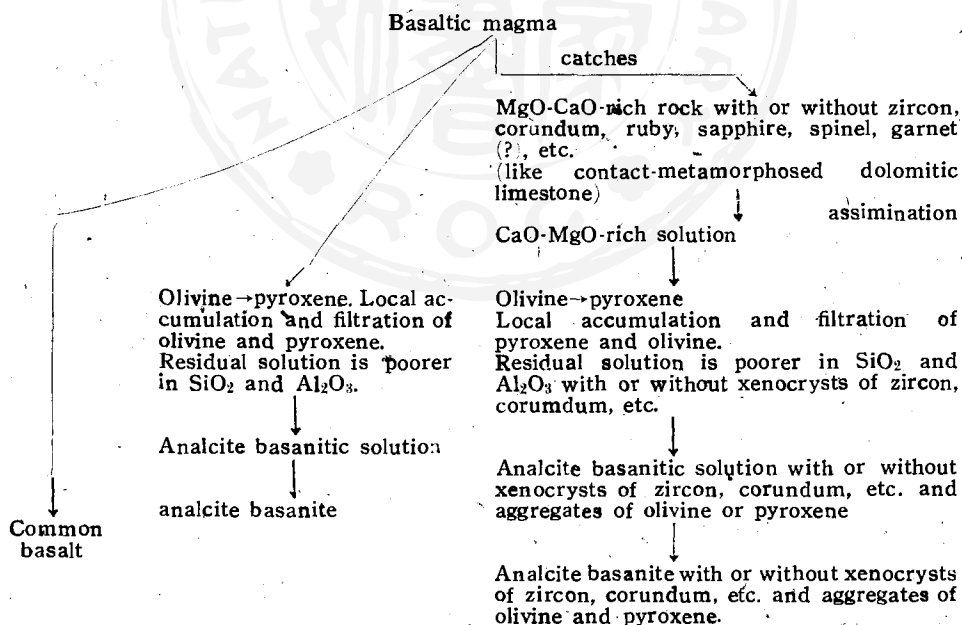 Basaltic magma
catches
MgO-CaO-rich rock with or without zircon,
corundum, ruby, sapphire, spinel, garnet
(?), etc.
(like contact-metamorphosed dolomitic
limestone)
assimination
CaO-MgO-rich solution
Olivine→pyroxene. Local ac-
cumulation and filtration of
olivine and pyroxene.
Residual solution is poorer
in SiO₂ and Al₂O₃.
Analcite basanitic solution
analcite basanite
Common
basalt
Olivine→pyroxene
Local accumulation and filtration of
pyroxene and olivine.
Residual solution is poorer in SiO₂ and
Al₂O₃ with or without xenocrysts of zircon,
corumdum, etc.
Analcite basanitic solution with or without
xenocrysts of zircon, corundum, etc. and
aggregates of olivine or pyroxene
Analcite basanite with or without xenocrysts
of zircon, corundum, etc. and aggregates of
olivine and pyroxene.